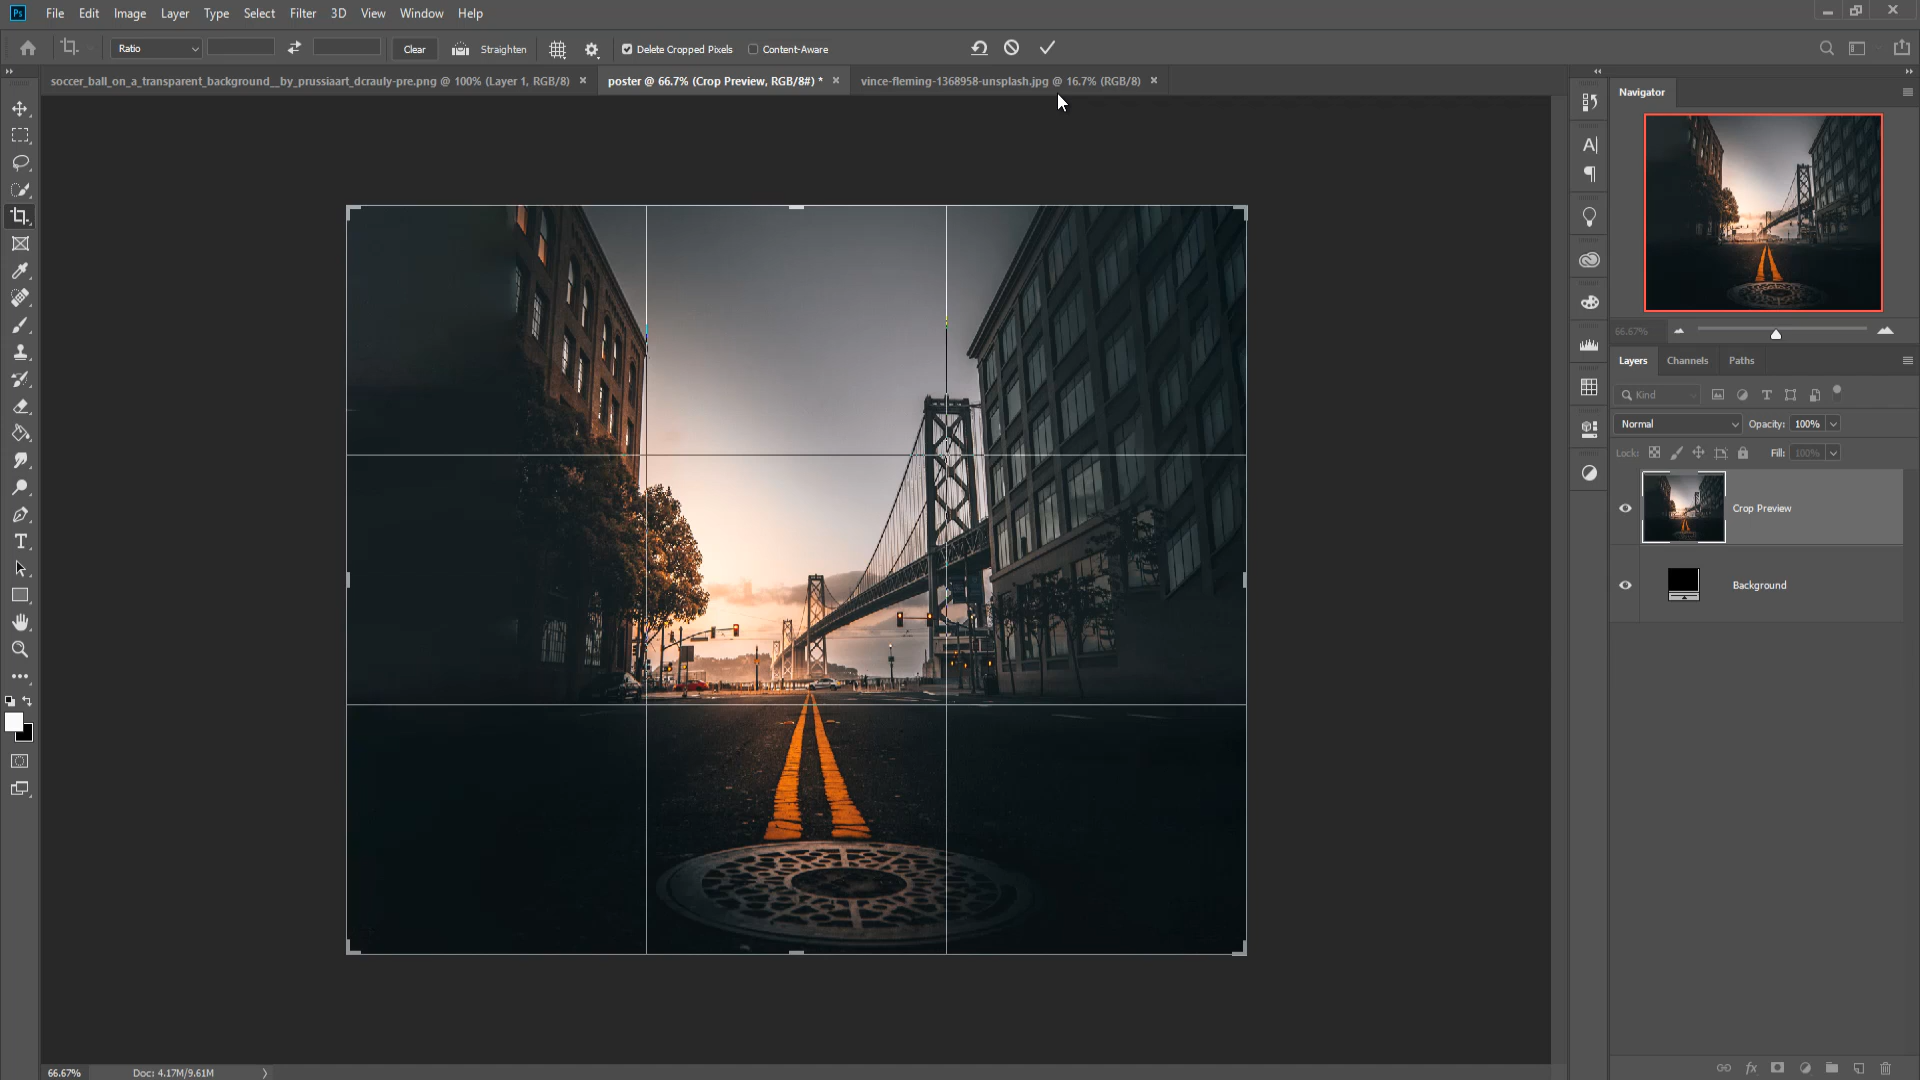 Ps File Edit Image Layer Type Select Filter 3D View Window Help
Ratio Clear Straighten Delete Cropped Pixels Content-Aware
soccer_ball_on_a_transparent_background__by_prussiaart_dcrauly-pre.png @ 100% (Layer 1, RGB/8) poster @ 66.7% (Crop Preview, RGB/8#) * vince-fleming-1368958-unsplash.jpg @ 16.7% (RGB/8)
Navigator
66.67%
Layers Channels Paths
Kind
Normal Opacity: 100%
Lock: Fill: 100%
Crop Preview
Background
66.67% Doc: 4.17M/9.61M